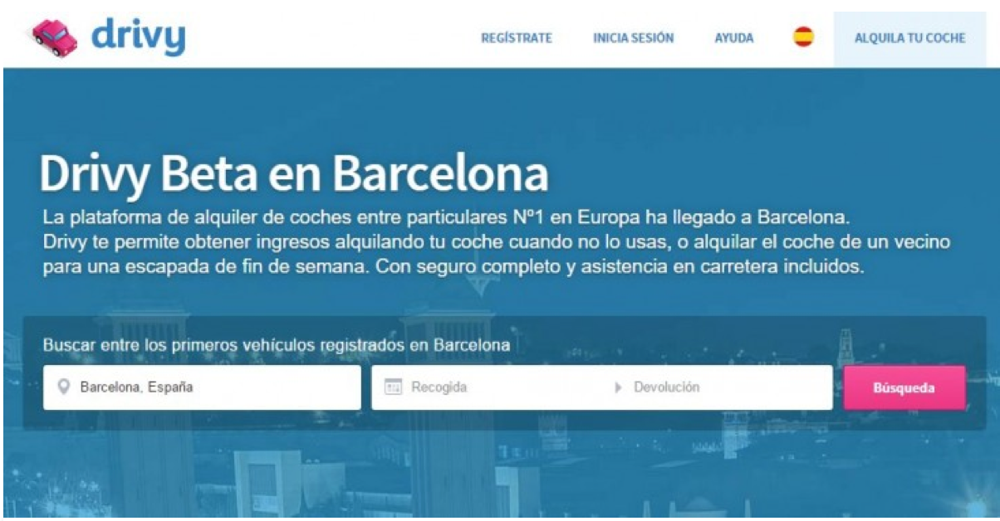 drivy
REGÍSTRATE INICIA SESIÓN AYUDA ALQUILA TU COCHE
Drivy Beta en Barcelona
La plataforma de alquiler de coches entre particulares Nº1 en Europa ha llegado a Barcelona.
Drivy te permite obtener ingresos alquilando tu coche cuando no lo usas, o alquilar el coche de un vecino
para una escapada de fin de semana. Con seguro completo y asistencia en carretera incluidos.
Buscar entre los primeros vehículos registrados en Barcelona
Barcelona, España Recogida Devolución Búsqueda